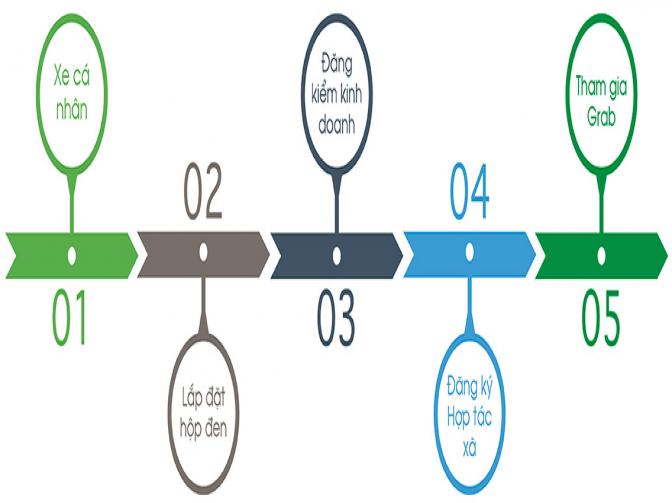 Xe cá
nhân
01
02
Lắp đặt
hộp đen
Đăng
kiểm kinh
doanh
03
04
Đăng ký
Hợp tác
xã
Tham gia
Grab
05